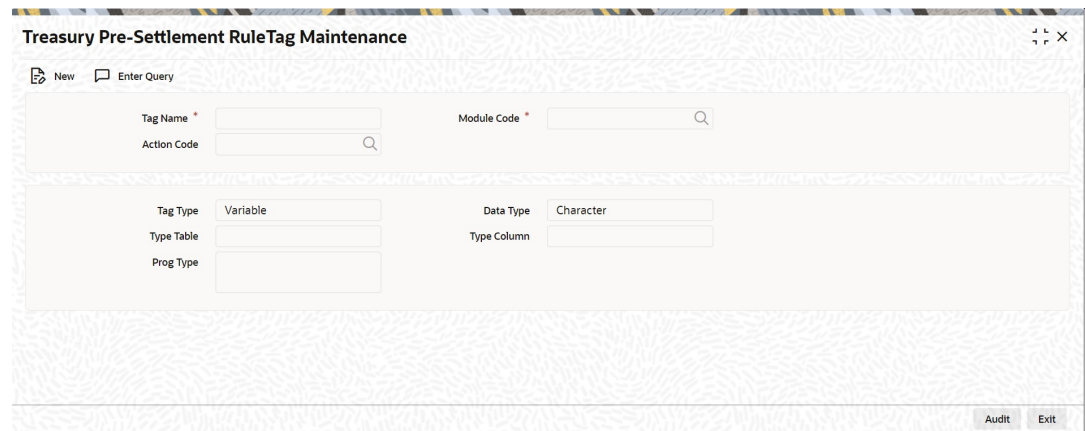 Treasury Pre-Settlement RuleTag Maintenance
New Enter Query
Tag Name * Module Code *
Action Code
Tag Type Variable Data Type Character
Type Table Type Column
Prog Type
Audit Exit